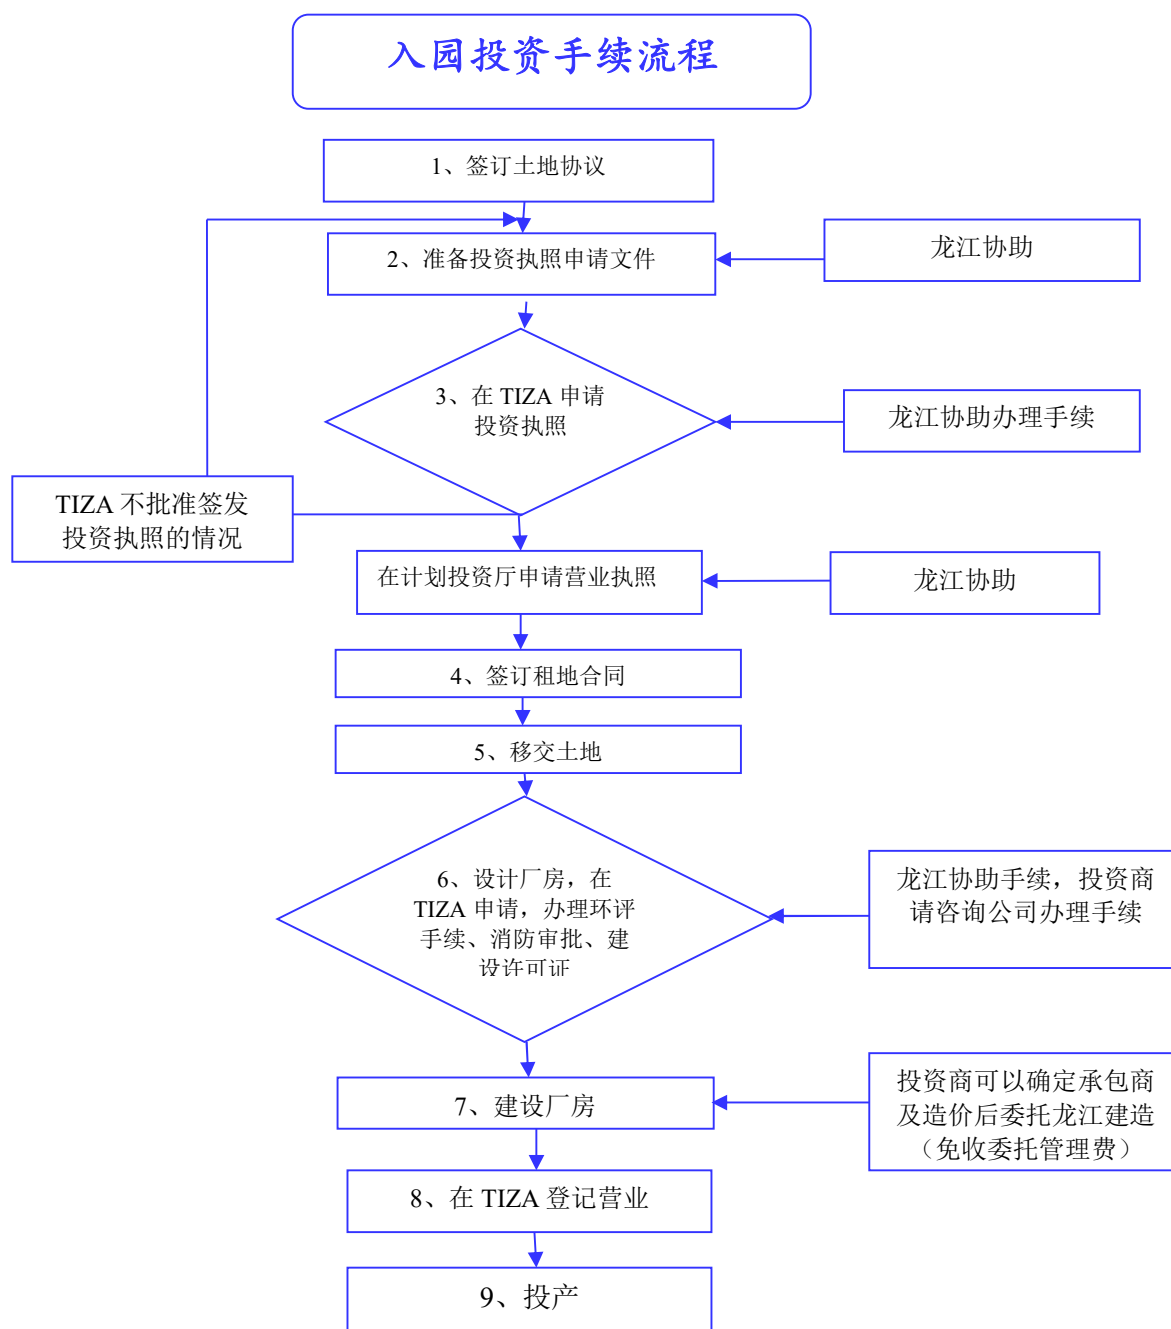 入园投资手续流程
1、签订土地协议
2、准备投资执照申请文件
龙江协助
3、在 TIZA 申请
投资执照
龙江协助办理手续
TIZA 不批准签发
投资执照的情况
在计划投资厅申请营业执照
龙江协助
4、签订租地合同
5、移交土地
6、设计厂房，在
TIZA 申请，办理环评
手续、消防审批、建
设许可证
龙江协助手续，投资商
请咨询公司办理手续
7、建设厂房
投资商可以确定承包商
及造价后委托龙江建造
（免收委托管理费）
8、在 TIZA 登记营业
9、投产